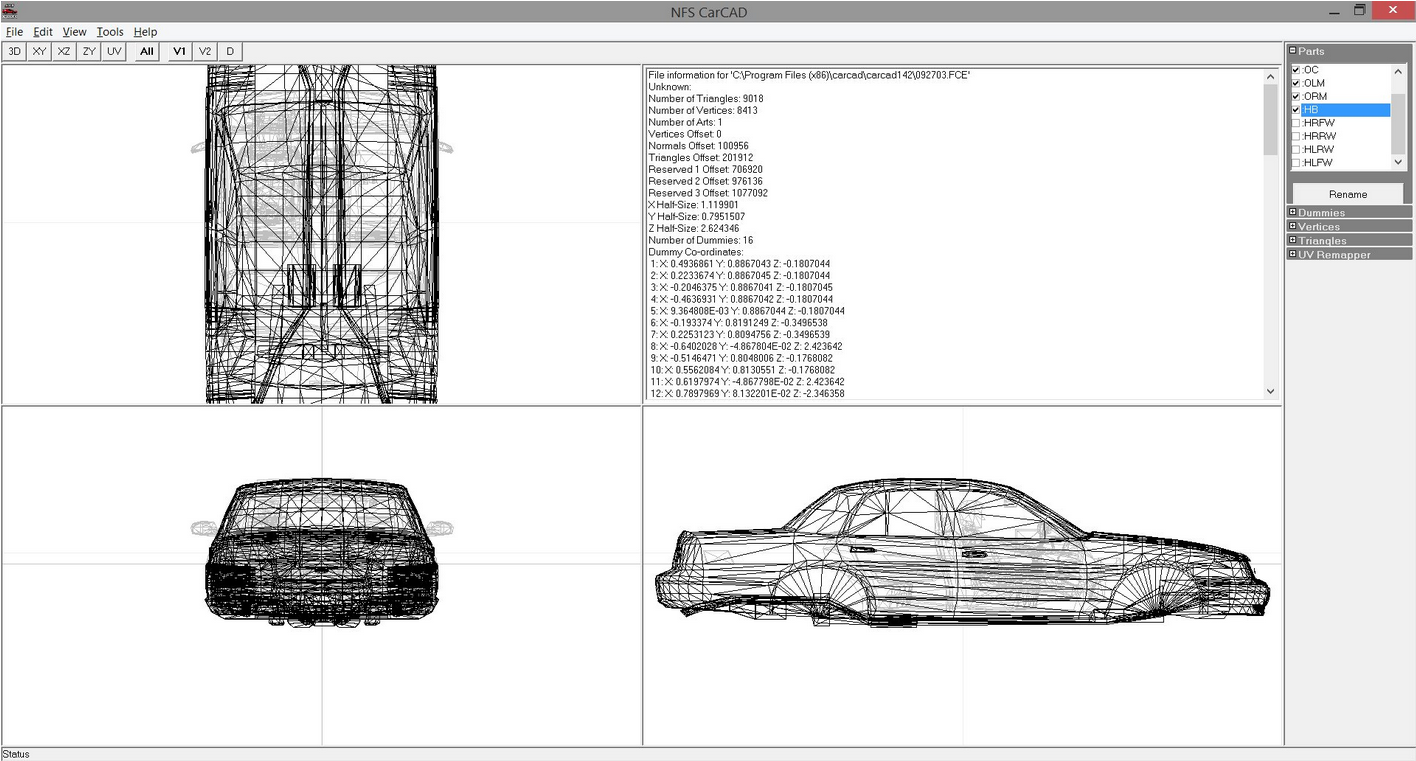 NFS CarCAD
File Edit View Tools Help
3D XY XZ ZY UV All V1 V2 D
File information for 'C:\Program Files (x86)\carcad\carcad142\092703.FCE'
Unknown:
Number of Triangles: 9018
Number of Vertices: 8413
Number of Arts: 1
Vertices Offset: 0
Normals Offset: 100956
Triangles Offset: 201912
Reserved 1 Offset: 706920
Reserved 2 Offset: 976136
Reserved 3 Offset: 1077092
X Half-Size: 1.119901
Y Half-Size: 0.7951507
Z Half-Size: 2.624346
Number of Dummies: 16
Dummy Co-ordinates:
1: X: 0.4936861 Y: 0.8867043 Z: -0.1807044
2: X: 0.2233674 Y: 0.8867045 Z: -0.1807044
3: X: -0.2046375 Y: 0.8867041 Z: -0.1807045
4: X: -0.4636931 Y: 0.8867042 Z: -0.1807044
5: X: 9.364808E-03 Y: 0.8867044 Z: -0.1807044
6: X: -0.193374 Y: 0.8191249 Z: -0.3496538
7: X: 0.2253123 Y: 0.8094756 Z: -0.3496539
8: X: -0.6402028 Y: -4.867804E-02 Z: 2.423642
9: X: -0.5146471 Y: 0.8048006 Z: -0.1768082
10: X: 0.5562084 Y: 0.8130551 Z: -0.1768082
11: X: 0.6197974 Y: -4.867798E-02 Z: 2.423642
12: X: 0.7897969 Y: 8.132201E-02 Z: -2.346358
Parts
:OC
:OLM
:ORM
:HB
:HRFW
:HRRW
:HLRW
:HLFW
Rename
Dummies
Vertices
Triangles
UV Remapper
Status